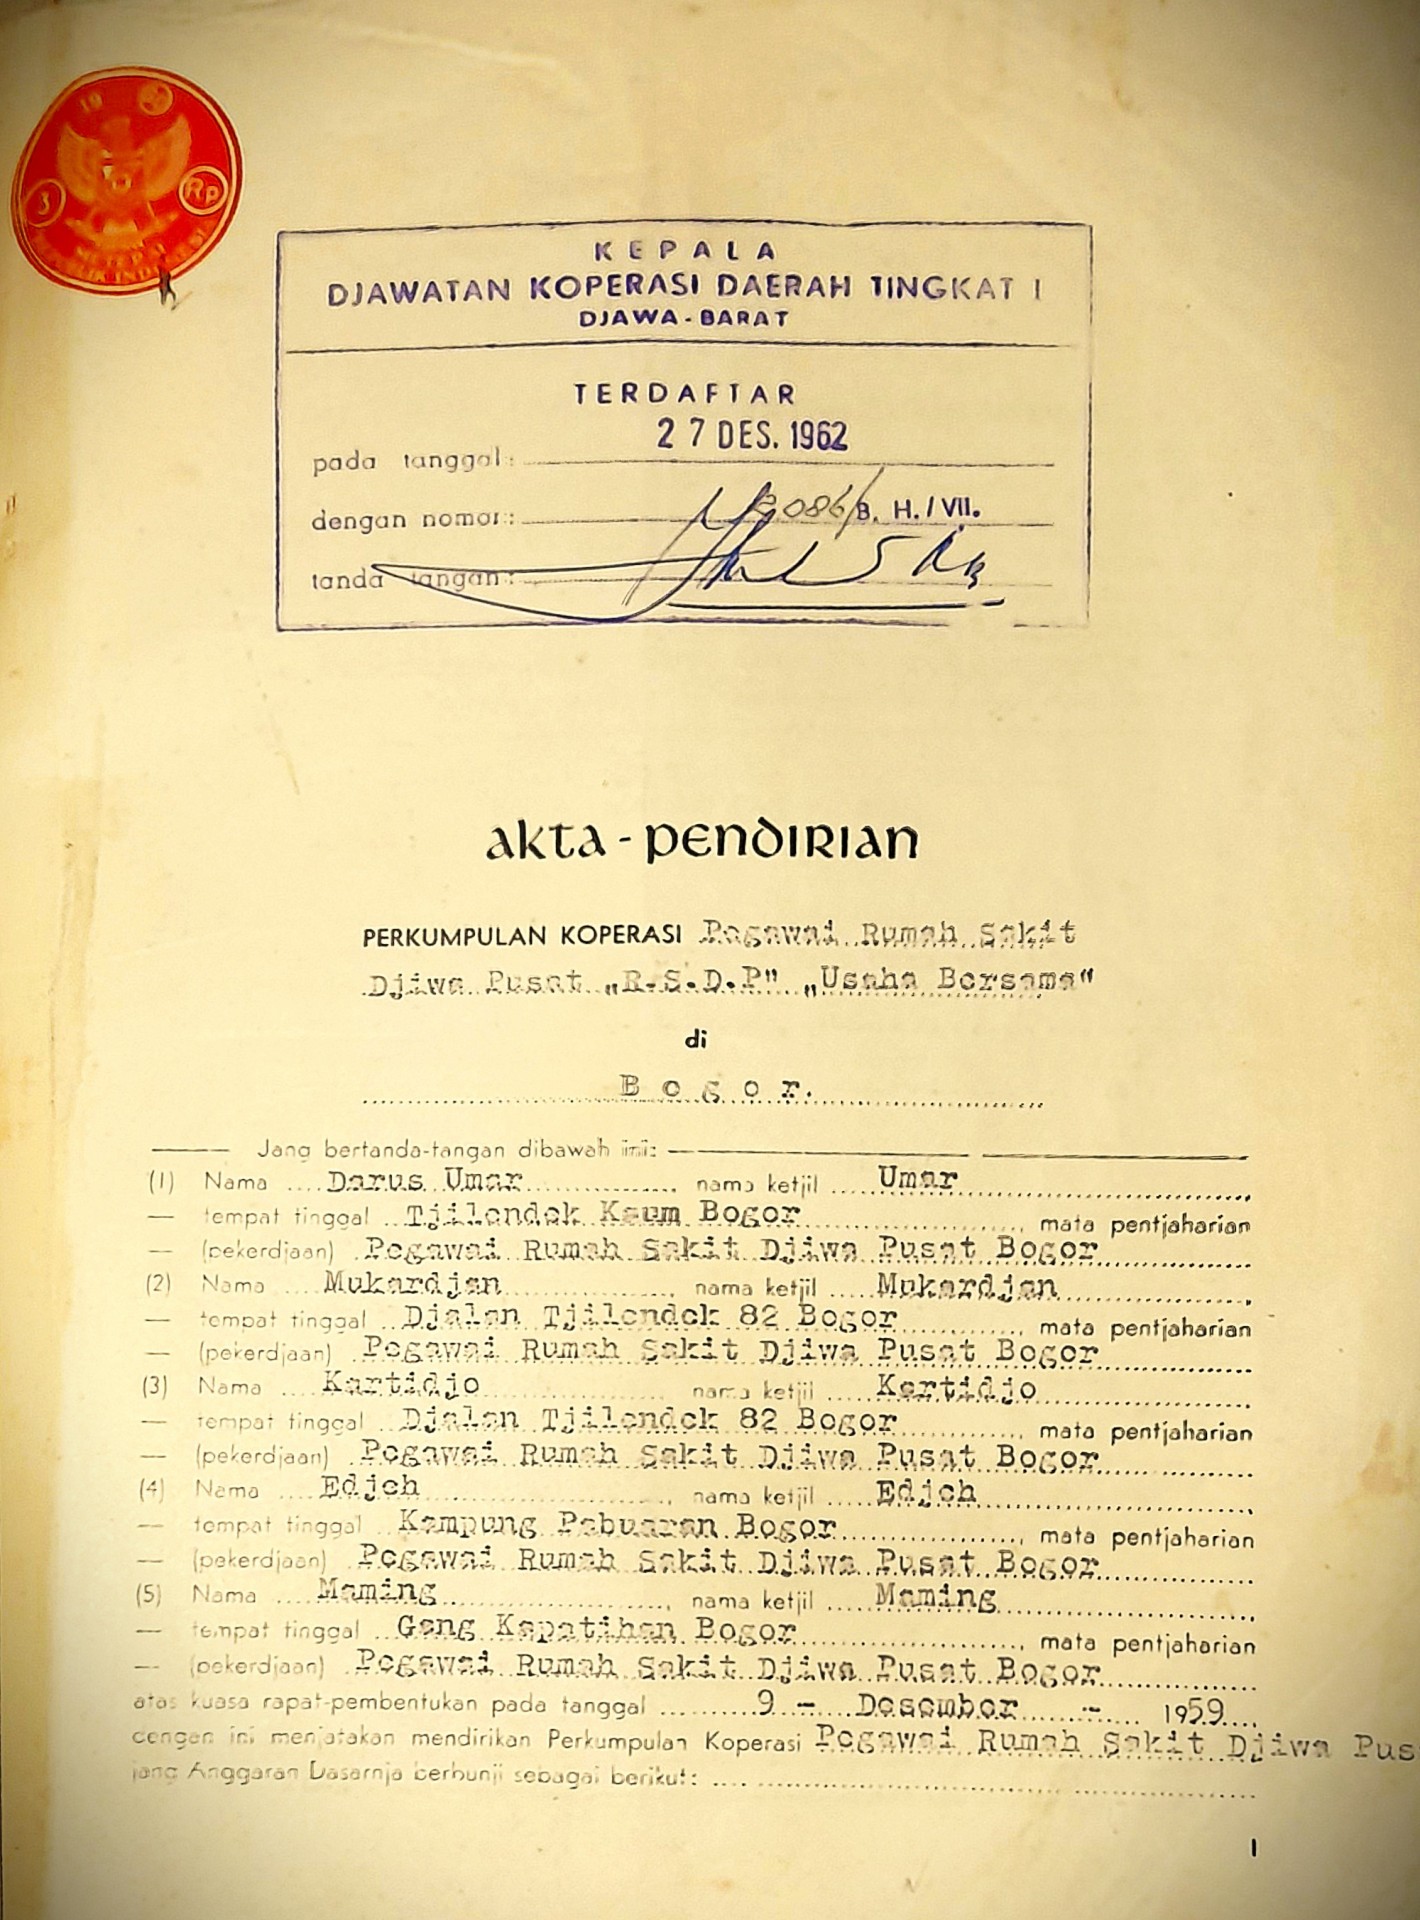 19
3
Rp
KEPALA
DJAWATAN KOPERASI DAERAH TINGKAT I
DJAWA-BARAT
TERDAFTAR
27 DES. 1962
pada tanggal:
dengan nomor: B. H. / VII.
tanda tangan:
akta-pendirian
PERKUMPULAN KOPERASI Pegawai Rumah Sakit
Djiwa Pusat „R.S.D.P" „Usaha Bersama"
di
Bogor.
Jang bertanda-tangan dibawah ini:
(1) Nama .... Darus Umar ............., nama ketjil ..... Umar ......................,
— tempat tinggal .. Tjilendek Kaum Bogor ......................, mata pentjaharian
— (pekerdjaan) . Pegawai Rumah Sakit Djiwa Pusat Bogor ..................
(2) Nama .... Mukardjan ................., nama ketjil ..... Mukardjan ..................,
— tempat tinggal .. Djalan Tjilendek 82 Bogor ............., mata pentjaharian
— (pekerdjaan) . Pegawai Rumah Sakit Djiwa Pusat Bogor ..................
(3) Nama .... Kartidjo .................. nama ketjil ..... Kartidjo ......................
— tempat tinggal .. Djalan Tjilendek 82 Bogor ............., mata pentjaharian
— (pekerdjaan) . Pegawai Rumah Sakit Djiwa Pusat Bogor ..................
(4) Nama .... Edjeh ......................, nama ketjil ..... Edjeh ......................,
— tempat tinggal .. Kampung Pabuaran Bogor .................., mata pentjaharian
— (pekerdjaan) . Pegawai Rumah Sakit Djiwa Pusat Bogor ..................
(5) Nama .... Maming ......................, nama ketjil ..... Maming ......................,
— tempat tinggal .. Gang Kapatihan Bogor ......................, mata pentjaharian
— (pekerdjaan) . Pegawai Rumah Sakit Djiwa Pusat Bogor ..................
atas kuasa rapat-pembentukan pada tanggal .......... 9 - Desember ...... - .... 1959 ....
dengan ini menjatakan mendirikan Perkumpulan Koperasi Pegawai Rumah Sakit Djiwa Pus
jang Anggaran Dasarnja berbunji sebagai berikut: ....
1